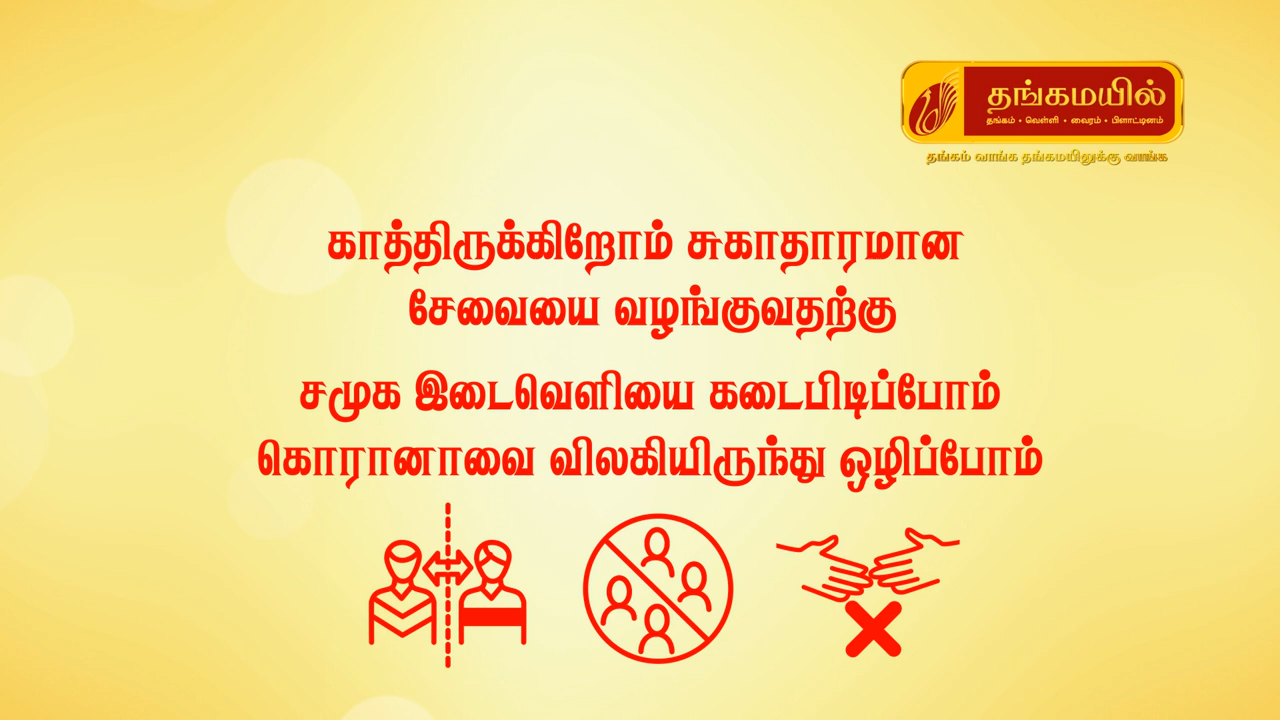 தங்கமயில்
தங்கம் • வெள்ளி • வைரம் • பிளாட்டினம்
தங்கம் வாங்க தங்கமயிலுக்கு வாங்க
காத்திருக்கிறோம் சுகாதாரமான
சேவையை வழங்குவதற்கு
சமுக இடைவெளியை கடைபிடிப்போம்
கொரானாவை விலகியிருந்து ஒழிப்போம்